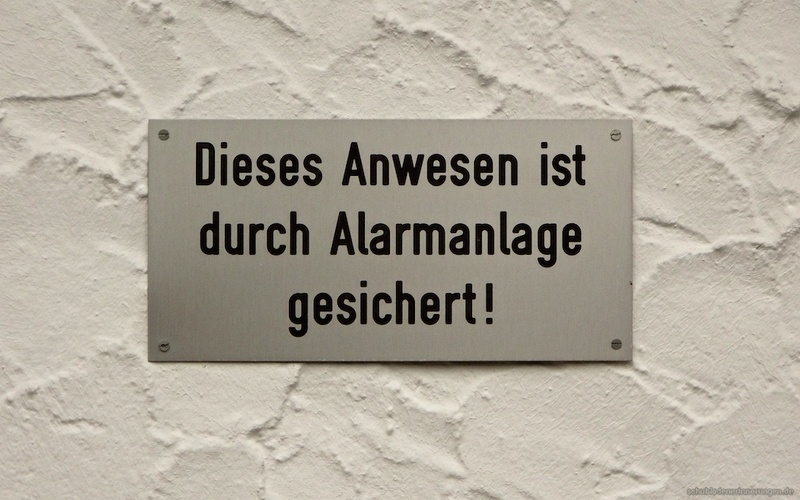 Dieses Anwesen ist
durch Alarmanlage
gesichert!